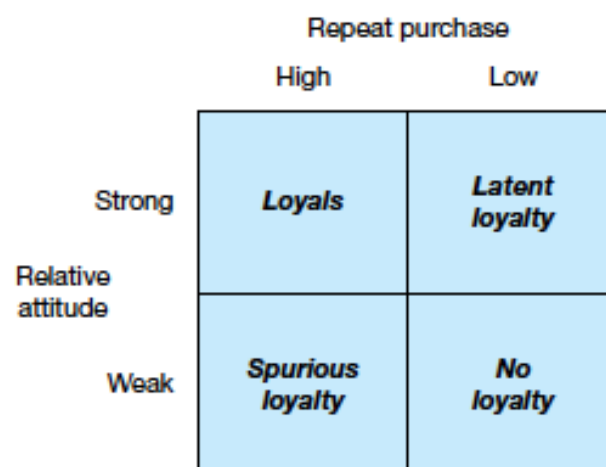 Repeat purchase
High Low
Strong Loyals Latent
loyalty
Relative
attitude
Weak Spurious
loyalty No
loyalty